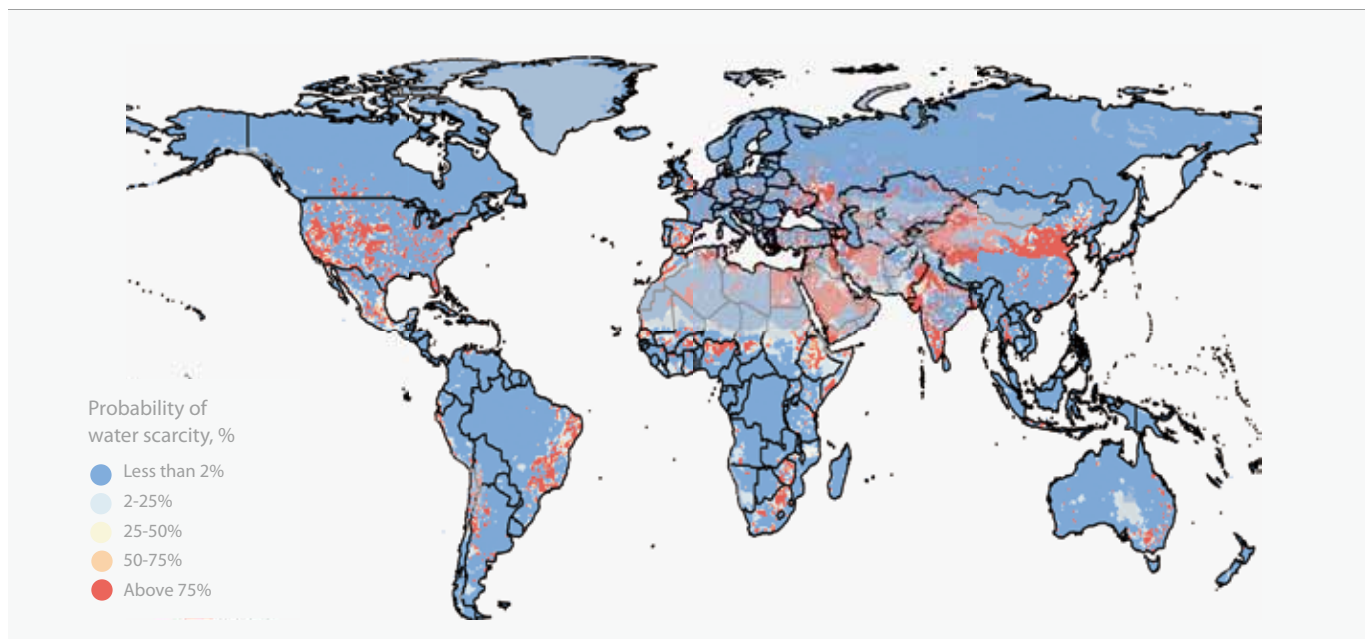 Probability of
water scarcity, %
Less than 2%
2-25%
25-50%
50-75%
Above 75%